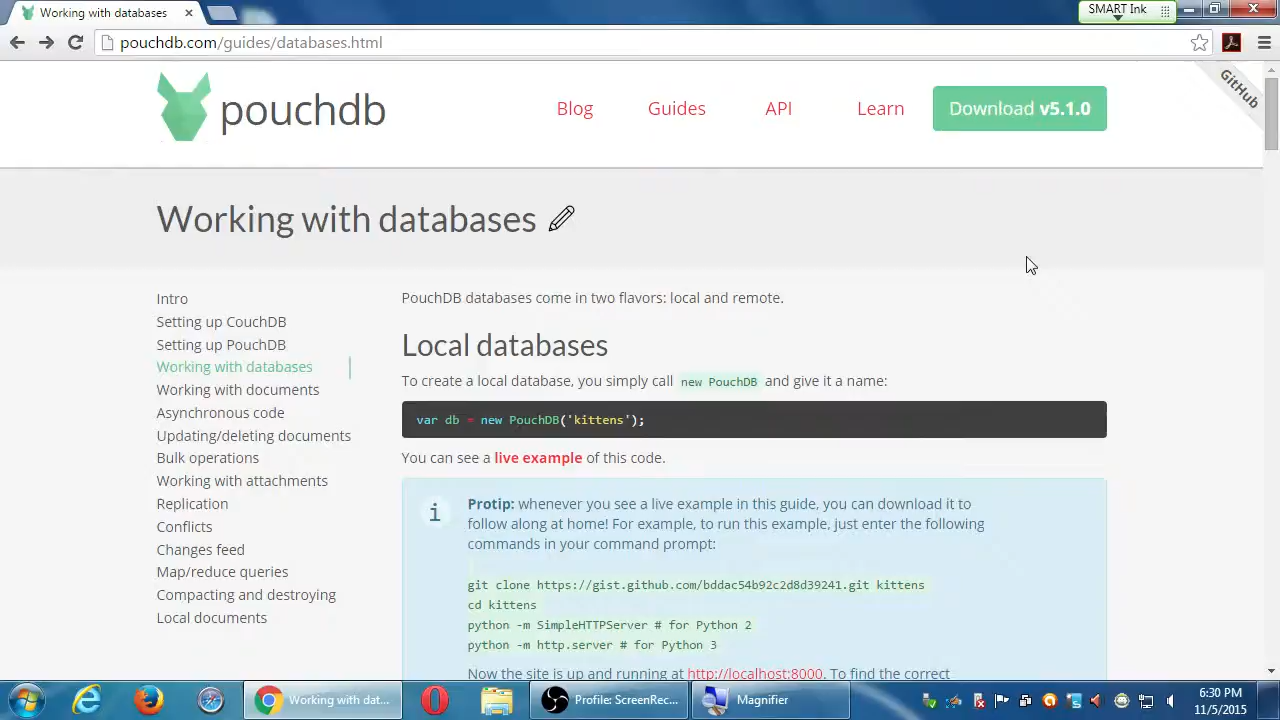 Working with databases
SMART Ink
pouchdb.com/guides/databases.html
GitHub
pouchdb
Blog
Guides
API
Learn
Download v5.1.0
Working with databases
Intro
Setting up CouchDB
Setting up PouchDB
Working with databases
Working with documents
Asynchronous code
Updating/deleting documents
Bulk operations
Working with attachments
Replication
Conflicts
Changes feed
Map/reduce queries
Compacting and destroying
Local documents
PouchDB databases come in two flavors: local and remote.
Local databases
To create a local database, you simply call new PouchDB and give it a name:
var db = new PouchDB('kittens');
You can see a live example of this code.
i
Protip: whenever you see a live example in this guide, you can download it to
follow along at home! For example, to run this example, just enter the following
commands in your command prompt:
git clone https://gist.github.com/bddac54b92c2d8d39241.git kittens
cd kittens
python -m SimpleHTTPServer # for Python 2
python -m http.server # for Python 3
Now the site is up and running at http://localhost:8000. To find the correct
Working with dat...
Profile: ScreenRec...
Magnifier
6:30 PM
11/5/2015